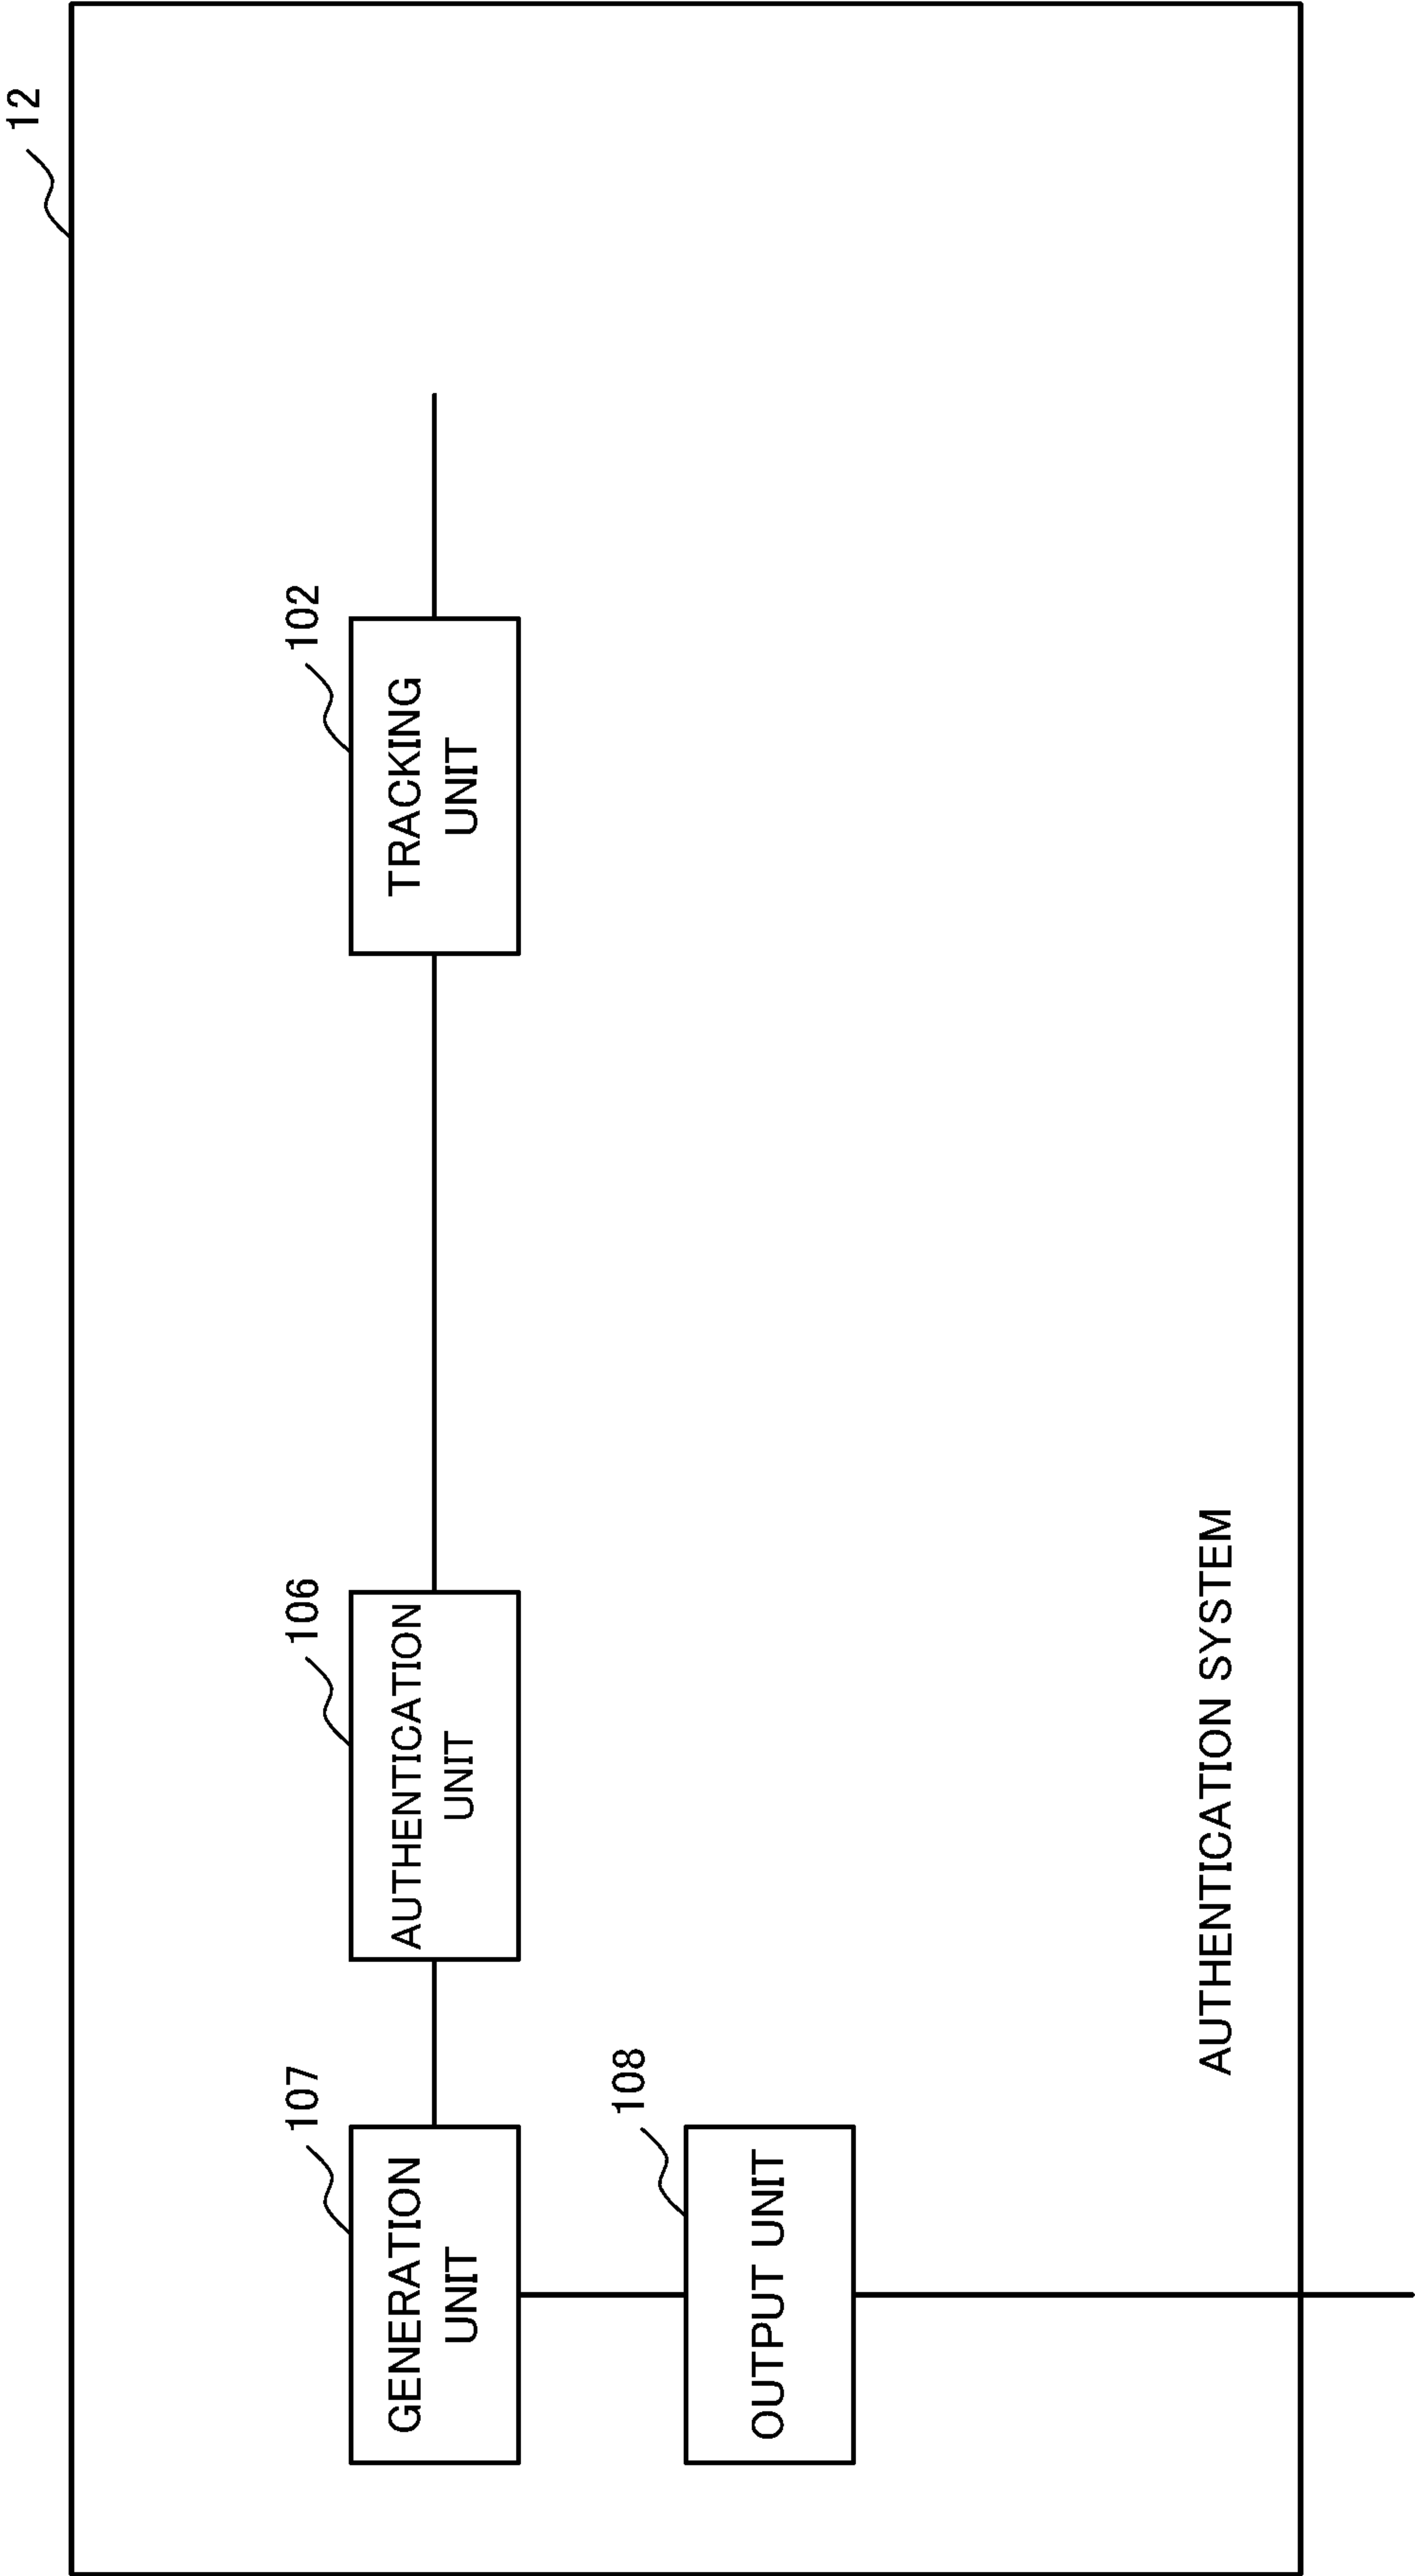 12
107
GENERATION
UNIT
106
AUTHENTICATION
UNIT
102
TRACKING
UNIT
108
OUTPUT UNIT
AUTHENTICATION SYSTEM